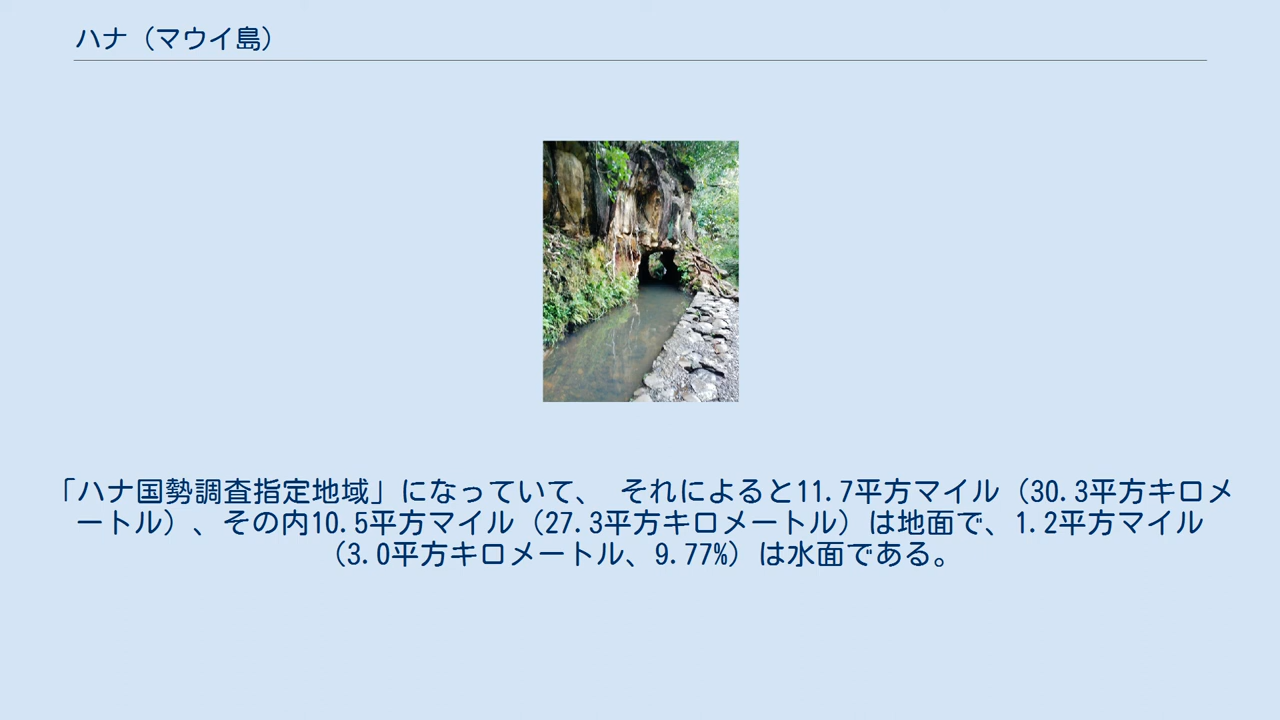 ハナ（マウイ島）
「ハナ国勢調査指定地域」になっていて、 それによると11.7平方マイル（30.3平方キロメ
ートル）、その内10.5平方マイル（27.3平方キロメートル）は地面で、1.2平方マイル
（3.0平方キロメートル、9.77%）は水面である。